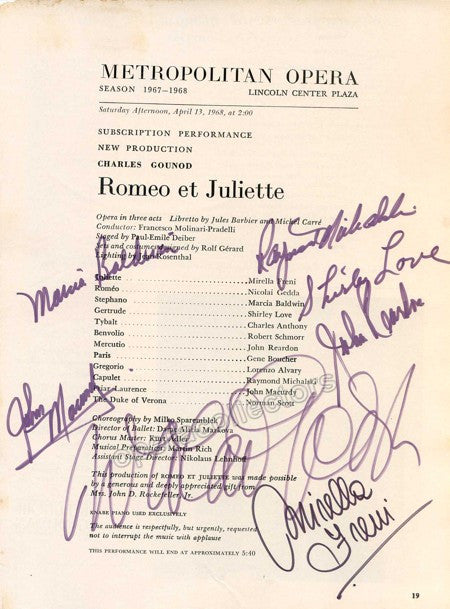 METROPOLITAN OPERA
SEASON 1967–1968 LINCOLN CENTER PLAZA
Saturday Afternoon, April 13, 1968, at 2:00
SUBSCRIPTION PERFORMANCE
NEW PRODUCTION
CHARLES GOUNOD
Romeo et Juliette
Opera in three acts Libretto by Jules Barbier and Michel Carré
Conductor: Francesco Molinari-Pradelli
Staged by Paul-Emile Deiber
Sets and costumes designed by Rolf Gérard
Lighting by Jean Rosenthal
Raymond Michalski
Marcia Baldwin
Shirley Love
Juliette Mirella Freni
Roméo Nicolai Gedda
Stephano Marcia Baldwin
Gertrude Shirley Love
Tybalt Charles Anthony
Benvolio Robert Schmorr
Mercutio John Reardon
Paris Gene Boucher
Gregorio Lorenzo Alvary
Capulet Raymond Michalski
Friar Laurence John Macurdy
The Duke of Verona Norman Scott
John Reardon
John Macurdy
Choreography by Milko Sparemblek
Director of Ballet: Dame Alicia Markova
Chorus Master: Kurt Adler
Musical Preparation: Martin Rich
Assistant Stage Director: Nikolaus Lehnhoff
This production of ROMEO ET JULIETTE was made possible
by a generous and deeply appreciated gift from
Mrs. John D. Rockefeller, Jr.
KNABE PIANO USED EXCLUSIVELY
The audience is respectfully, but urgently, requested
not to interrupt the music with applause
THIS PERFORMANCE WILL END AT APPROXIMATELY 5:40
Mirella
Freni
19